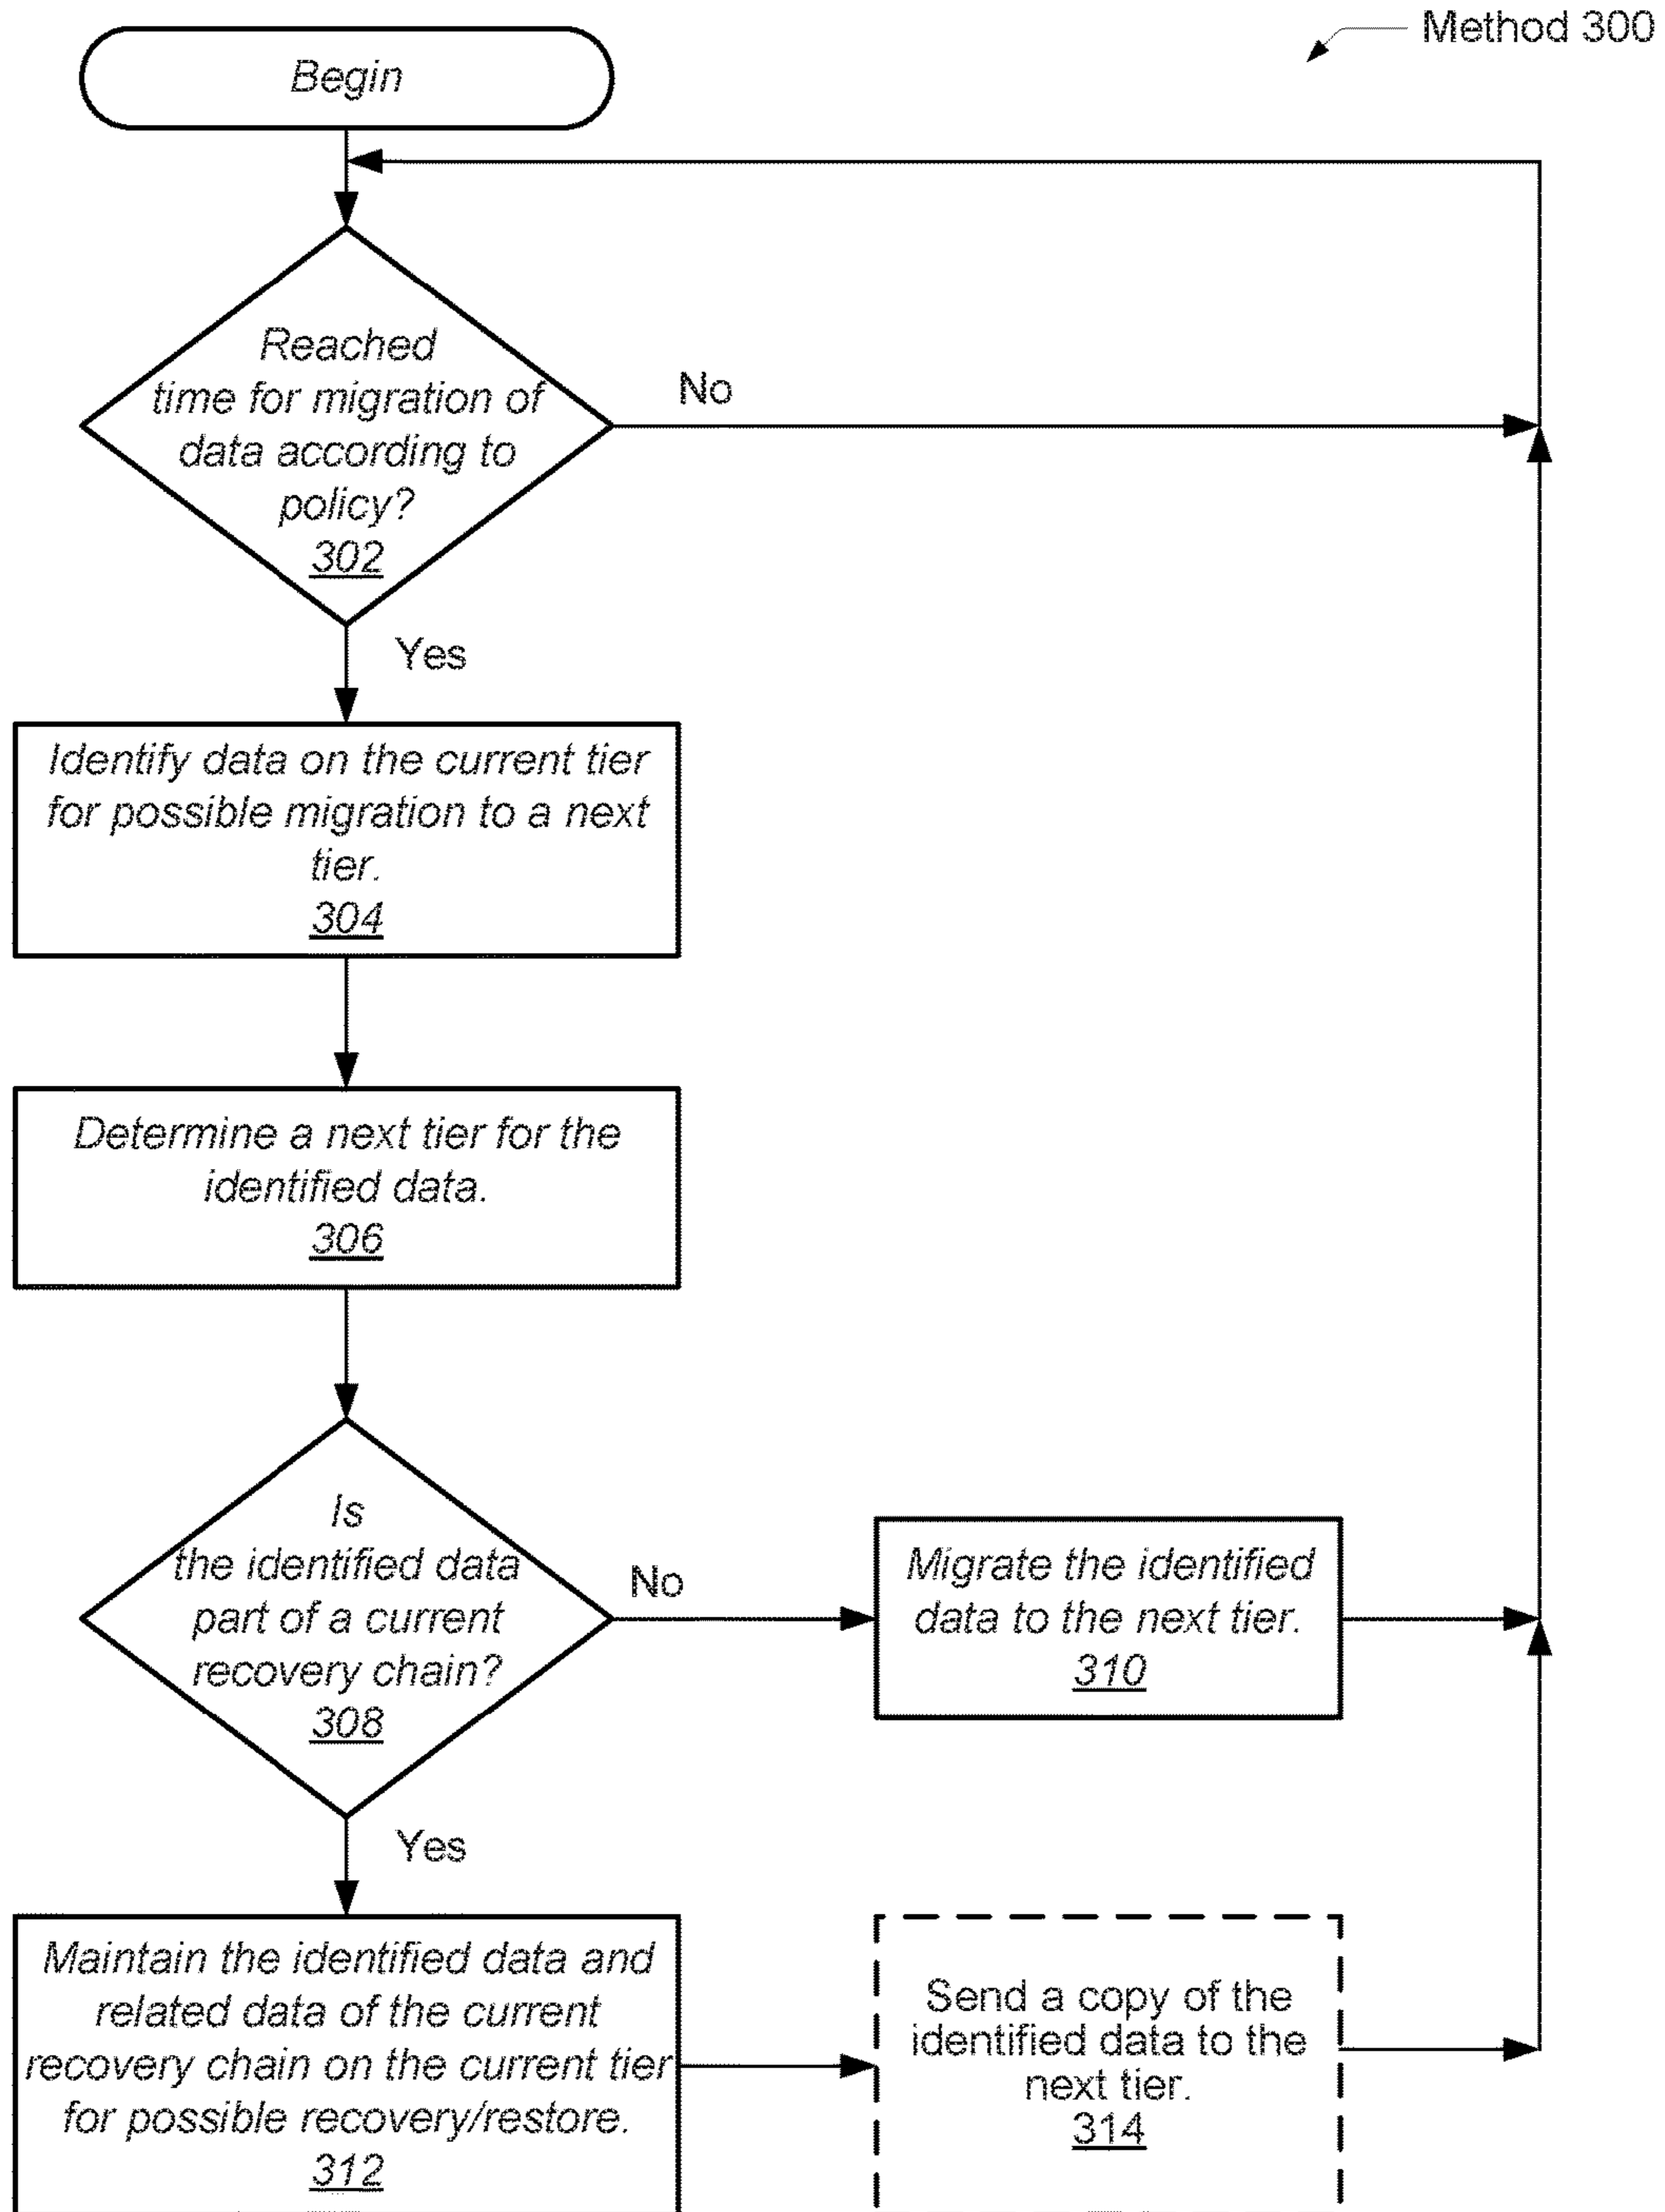 Method 300
Begin
Reached
time for migration of
data according to
policy?
302
No
Yes
Identify data on the current tier
for possible migration to a next
tier.
304
Determine a next tier for the
identified data.
306
Is
the identified data
part of a current
recovery chain?
308
No
Migrate the identified
data to the next tier.
310
Yes
Maintain the identified data and
related data of the current
recovery chain on the current tier
for possible recovery/restore.
312
Send a copy of the
identified data to the
next tier.
314